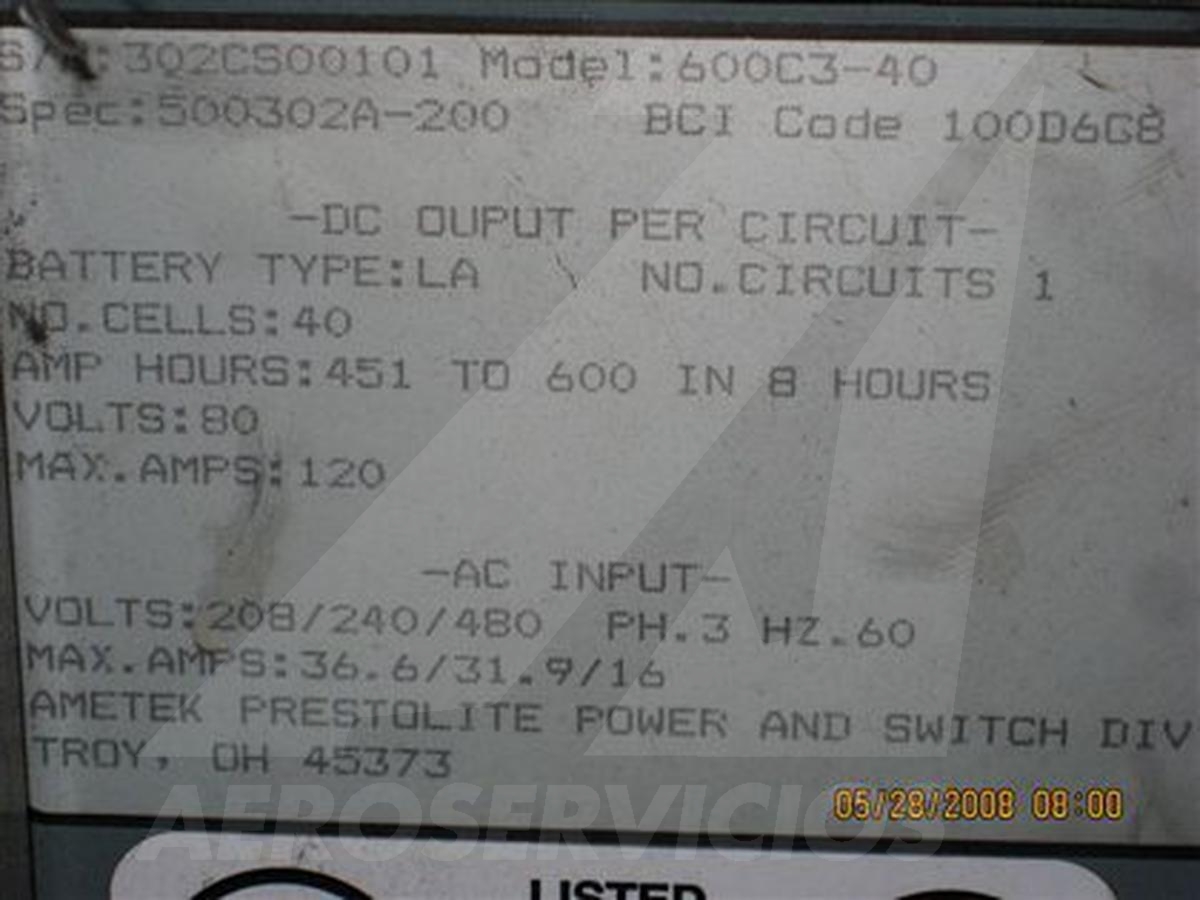 S/N:302CS00101 Model:600C3-40
Spec:500302A-200 BCI Code 100D6C8
-DC OUPUT PER CIRCUIT-
BATTERY TYPE:LA NO.CIRCUITS 1
NO.CELLS:40
AMP HOURS:451 TO 600 IN 8 HOURS
VOLTS:80
MAX.AMPS:120
-AC INPUT-
VOLTS:208/240/480 PH.3 HZ.60
MAX.AMPS:36.6/31.9/16
AMETEK PRESTOLITE POWER AND SWITCH DIV
TROY, OH 45373
05/28/2008 08:00
AEROSERVICIOS
LISTED